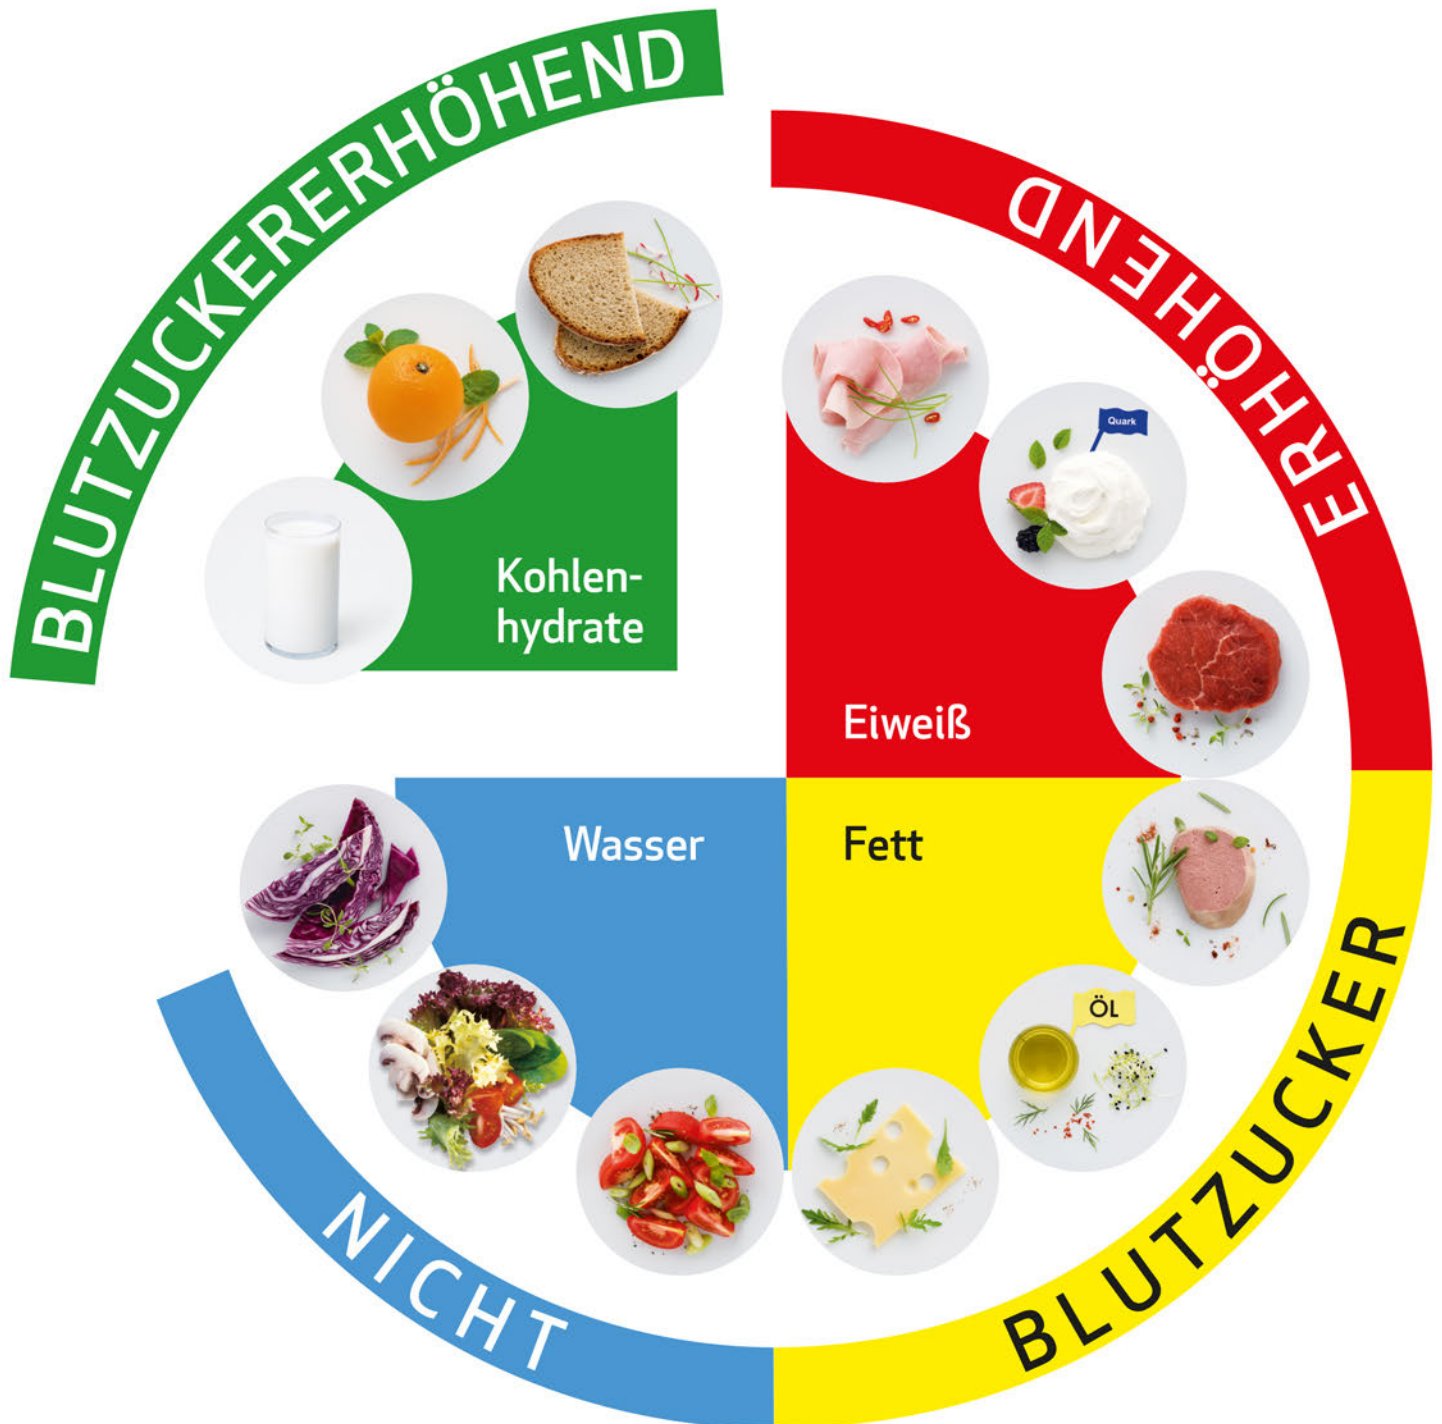 BLUTZUCKERERHÖHEND
Kohlen-
hydrate
Quark
Eiweiß
Wasser
Fett
ÖL
NICHT
BLUTZUCKER
ERHÖHEND